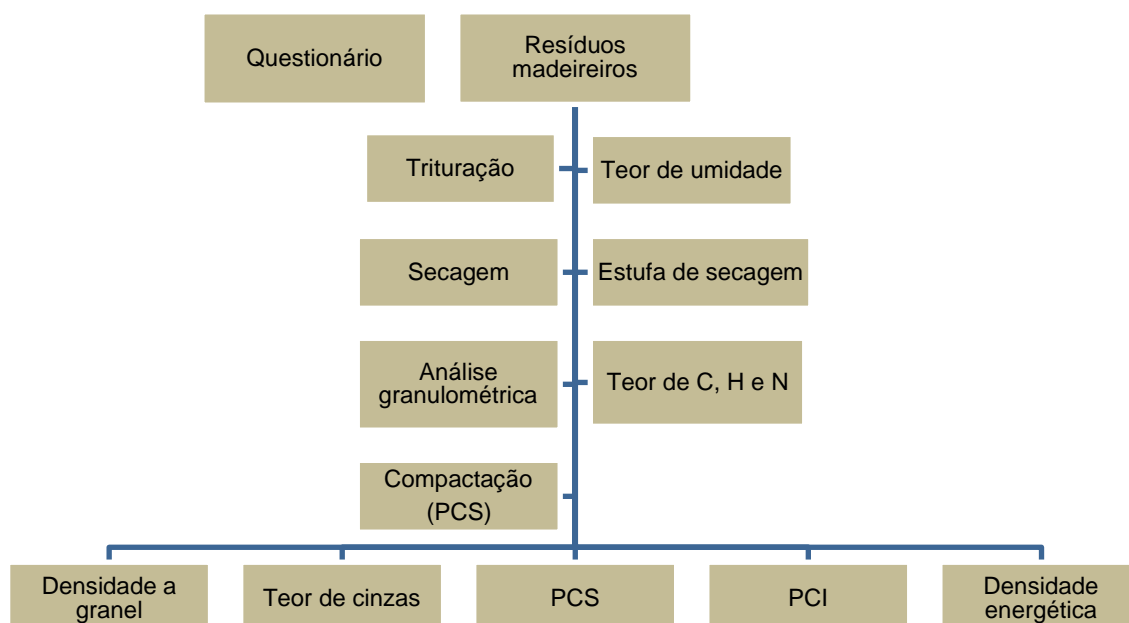 Questionário
Resíduos
madeireiros
Trituração
Teor de umidade
Secagem
Estufa de secagem
Análise
granulométrica
Teor de C, H e N
Compactação
(PCS)
Densidade a
granel
Teor de cinzas
PCS
PCI
Densidade
energética